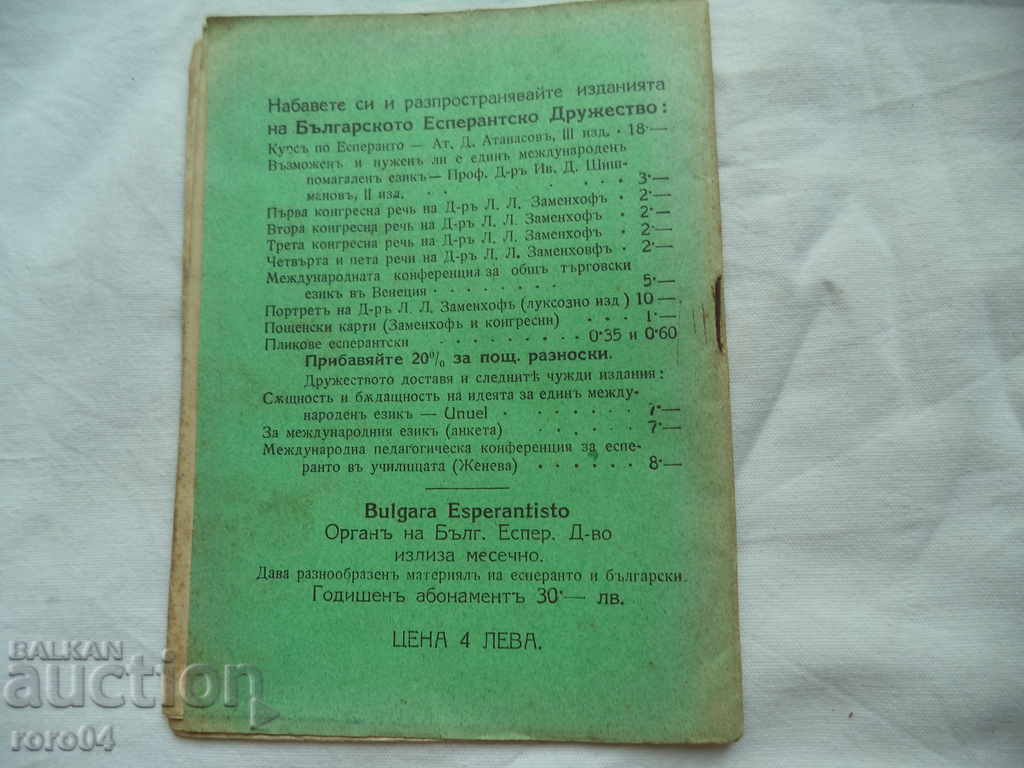 Набавете си и разпространявайте изданията
на Българското Есперантско Дружество:
Курсъ по Есперанто — Ат. Д. Атанасовъ, III изд. · 18·—
Възможенъ и нуженъ ли е единъ международенъ
помагаленъ езикъ — Проф. Д-ръ Ив. Д. Шиш-
мановъ, II изд. · · · · · 3·—
Първа конгресна речь на Д-ръ Л. Л. Заменхофъ · 2·—
Втора конгресна речь на Д-ръ Л. Л. Заменхофъ · 2·—
Трета конгресна речь на Д-ръ Л. Л. Заменхофъ · 2·—
Четвърта и пета речи на Д-ръ Л. Л. Заменховфъ · 2·—
Международната конференция за общъ търговски
езикъ въ Венеция · · · · · · · · 5·—
Портретъ на Д-ръ Л. Л. Заменхофъ (луксозно изд) 10—
Пощенски карти (Заменхофъ и конгресни) · · · 1·—
Пликове есперантски · · · · · · · 0·35 и 0·60
Прибавяйте 20% за пощ. разноски.
Дружеството доставя и следнитѣ чужди издания:
Сѫщность и бѫдащность на идеята за единъ между-
народенъ езикъ — Unuel · · · · · · · 7·—
За международния езикъ (анкета) · · · · · · 7·—
Международна педагогическа конференция за еспе-
ранто въ училищата (Женева) · · · · · · 8·—
Bulgara Esperantisto
Органъ на Бълг. Еспер. Д-во
излиза месечно.
Дава разнообразенъ материялъ на есперанто и български.
Годишенъ абонаментъ 30·— лв.
ЦЕНА 4 ЛЕВА.
BALKAN
auction
roro04